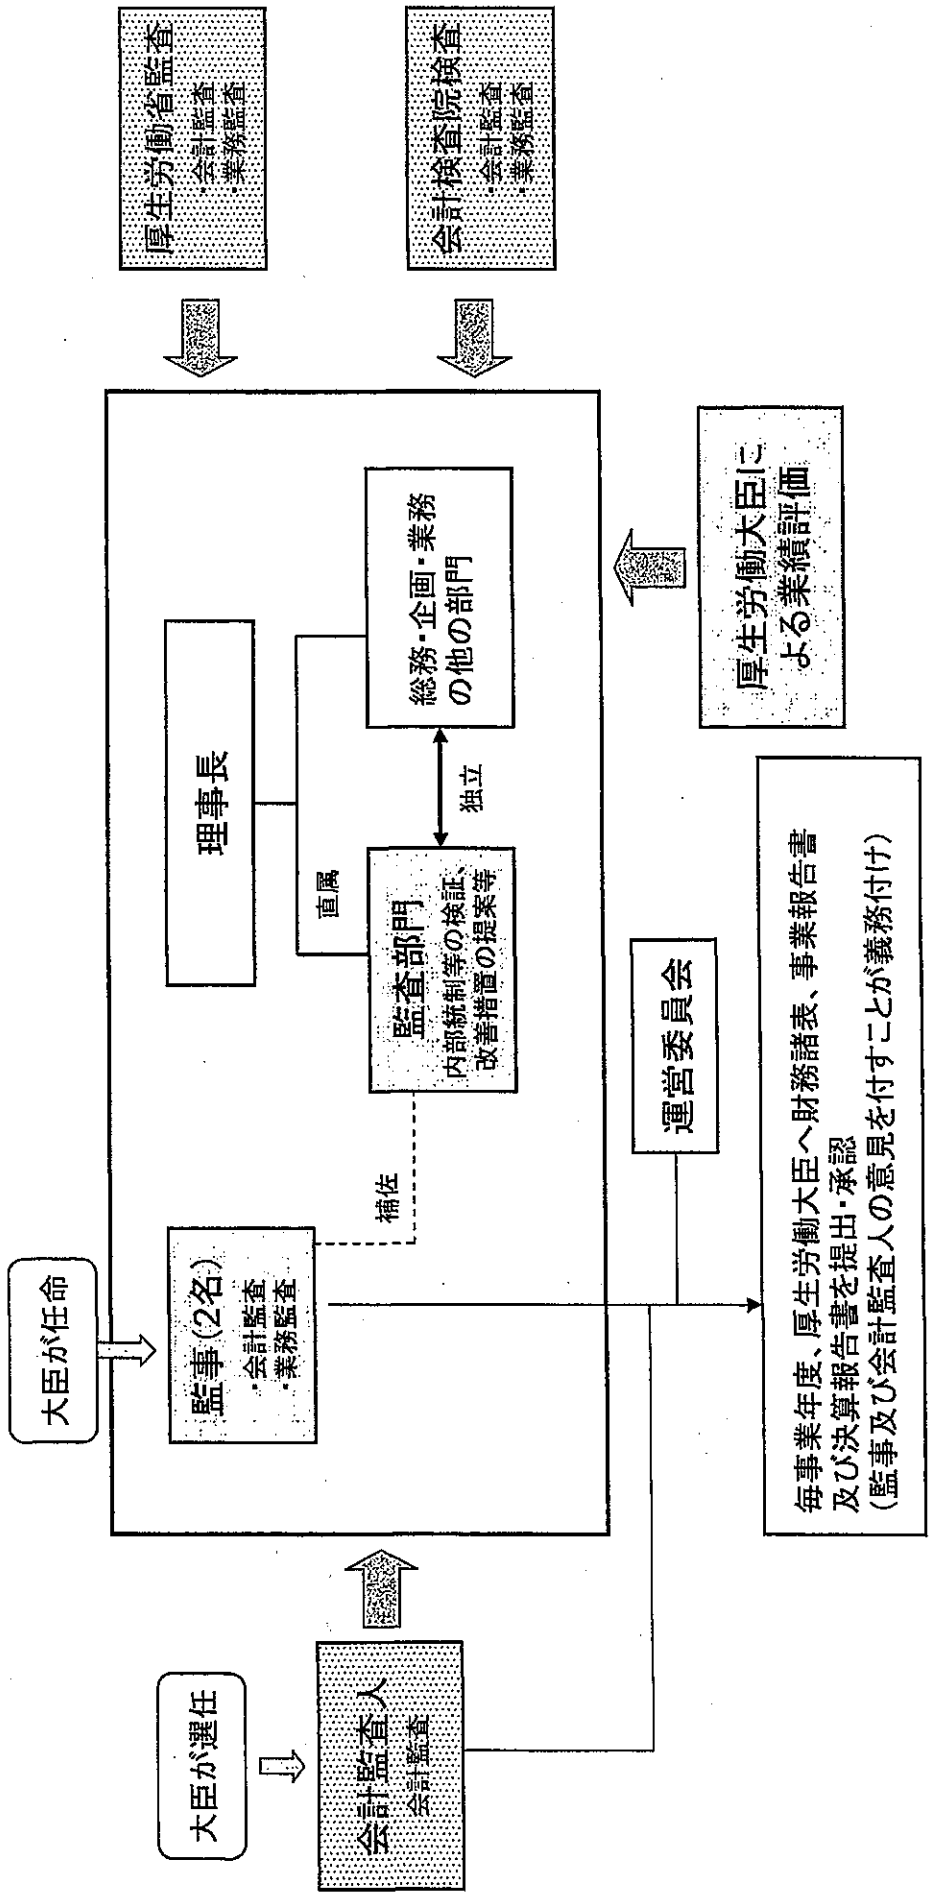 大臣が任命
大臣が選任
監事(2名)
・会計監査
・業務監査
会計監査人
会計監査
理事長
直属
監査部門
内部統制等の検証、
改善措置の提案等
補佐
独立
総務・企画・業務
の他の部門
厚生労働省監査
・会計監査
・業務監査
会計検査院検査
・会計監査
・業務監査
運営委員会
厚生労働大臣に
よる業績評価
毎事業年度、厚生労働大臣へ財務諸表、事業報告書
及び決算報告書を提出・承認
(監事及び会計監査人の意見を付すことが義務付け)